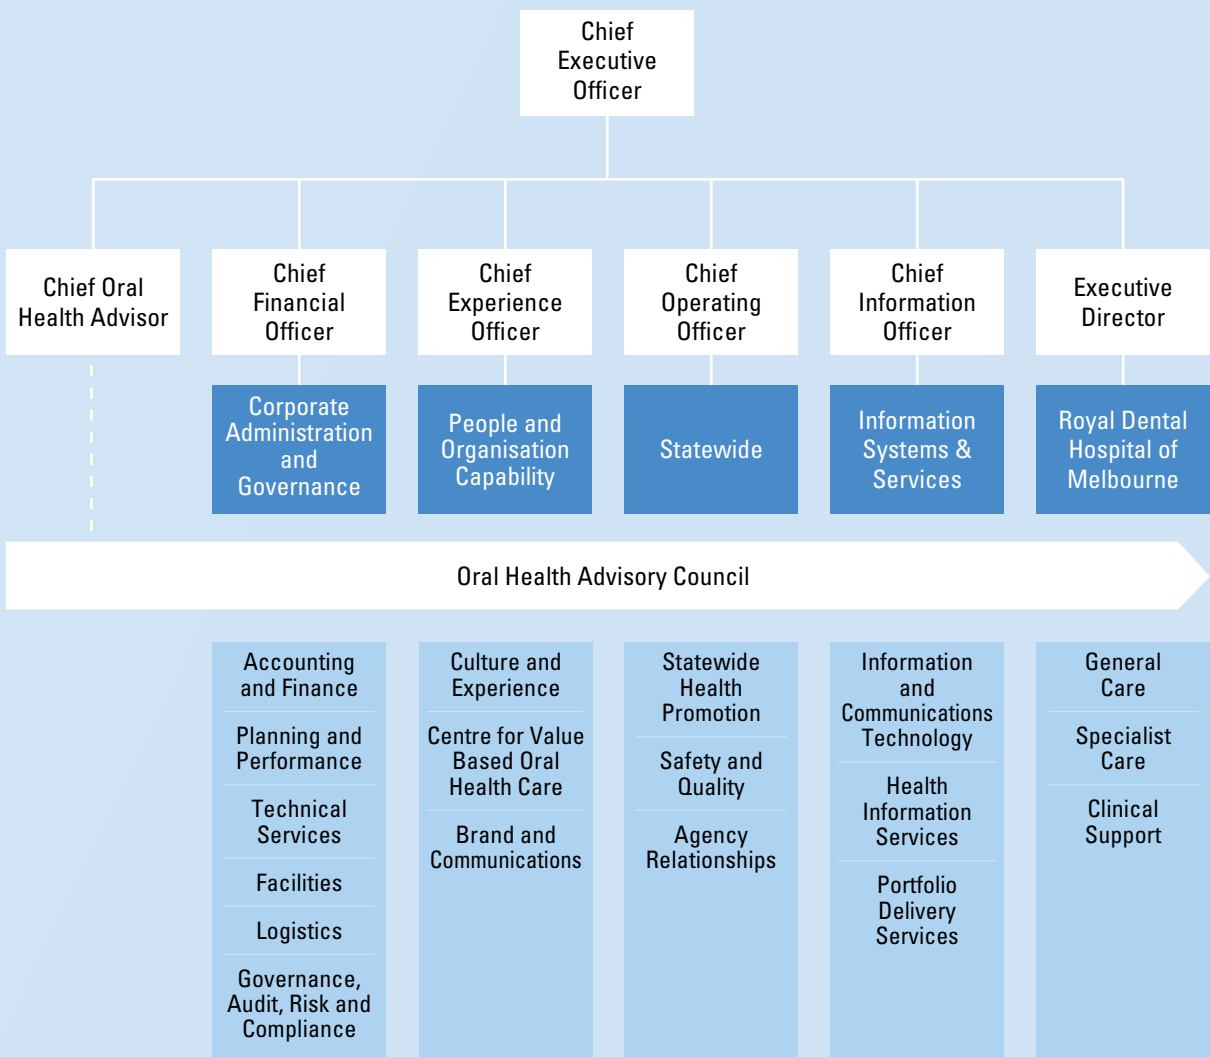 Chief
Executive
Officer
Chief Oral
Health Advisor
Chief
Financial
Officer
Chief
Experience
Officer
Chief
Operating
Officer
Chief
Information
Officer
Executive
Director
Corporate
Administration
and
Governance
People and
Organisation
Capability
Statewide
Information
Systems &
Services
Royal Dental
Hospital of
Melbourne
Oral Health Advisory Council
Accounting
and Finance
Planning and
Performance
Technical
Services
Facilities
Logistics
Governance,
Audit, Risk and
Compliance
Culture and
Experience
Centre for Value
Based Oral
Health Care
Brand and
Communications
Statewide
Health
Promotion
Safety and
Quality
Agency
Relationships
Information
and
Communications
Technology
Health
Information
Services
Portfolio
Delivery
Services
General
Care
Specialist
Care
Clinical
Support